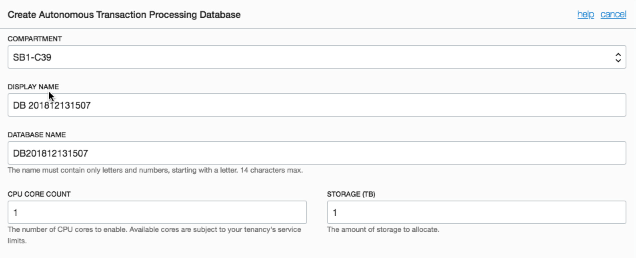 Create Autonomous Transaction Processing Database
help cancel
COMPARTMENT
SB1-C39
DISPLAY NAME
DB 201812131507
DATABASE NAME
DB201812131507
The name must contain only letters and numbers, starting with a letter. 14 characters max.
CPU CORE COUNT
STORAGE (TB)
1
1
The number of CPU cores to enable. Available cores are subject to your tenancy's service
limits.
The amount of storage to allocate.